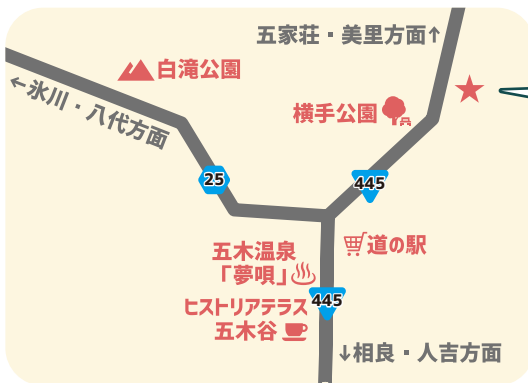 五家荘・美里方面↑
白滝公園
←氷川・八代方面
横手公園
25
445
道の駅
五木温泉
「夢唄」
445
ヒストリアテラス
五木谷
↓相良・人吉方面